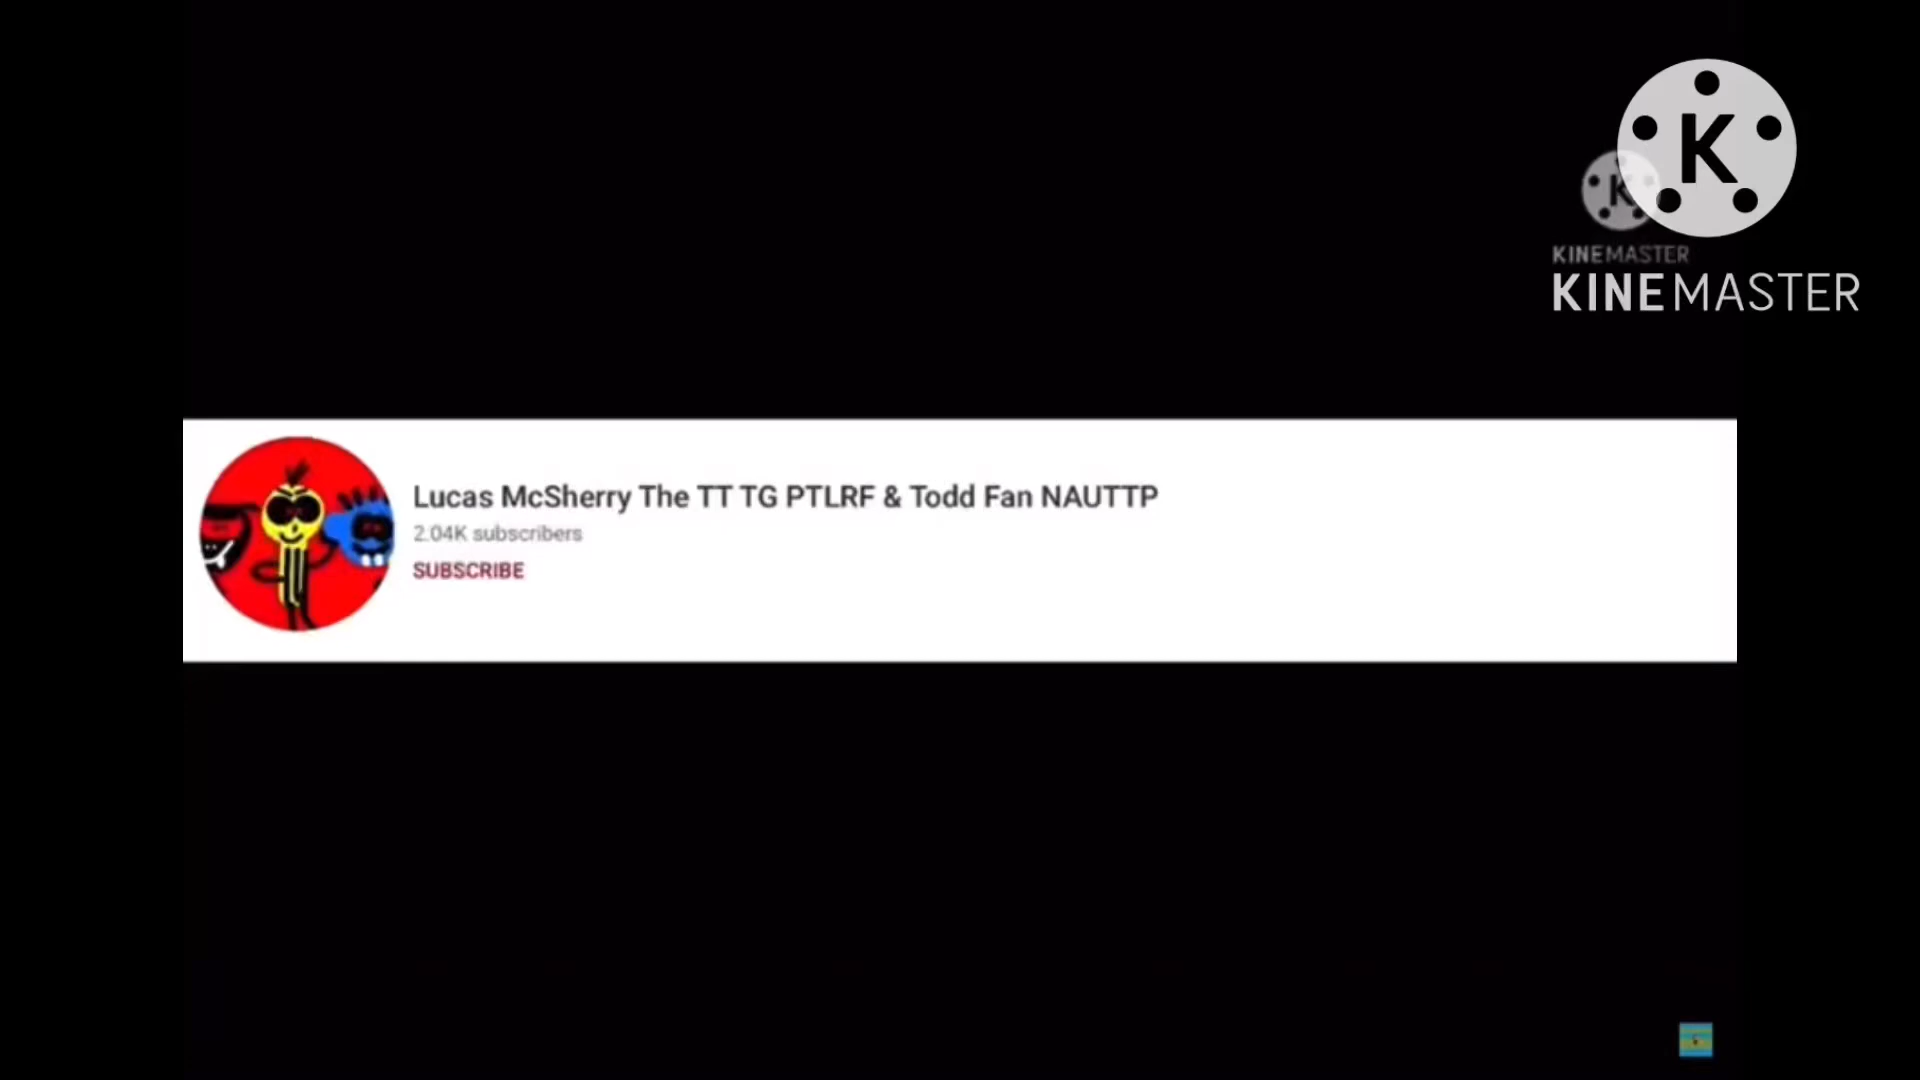 K
K
KINEMASTER
KINEMASTER
Lucas McSherry The TT TG PTLRF & Todd Fan NAUTTP
2.04K subscribers
SUBSCRIBE